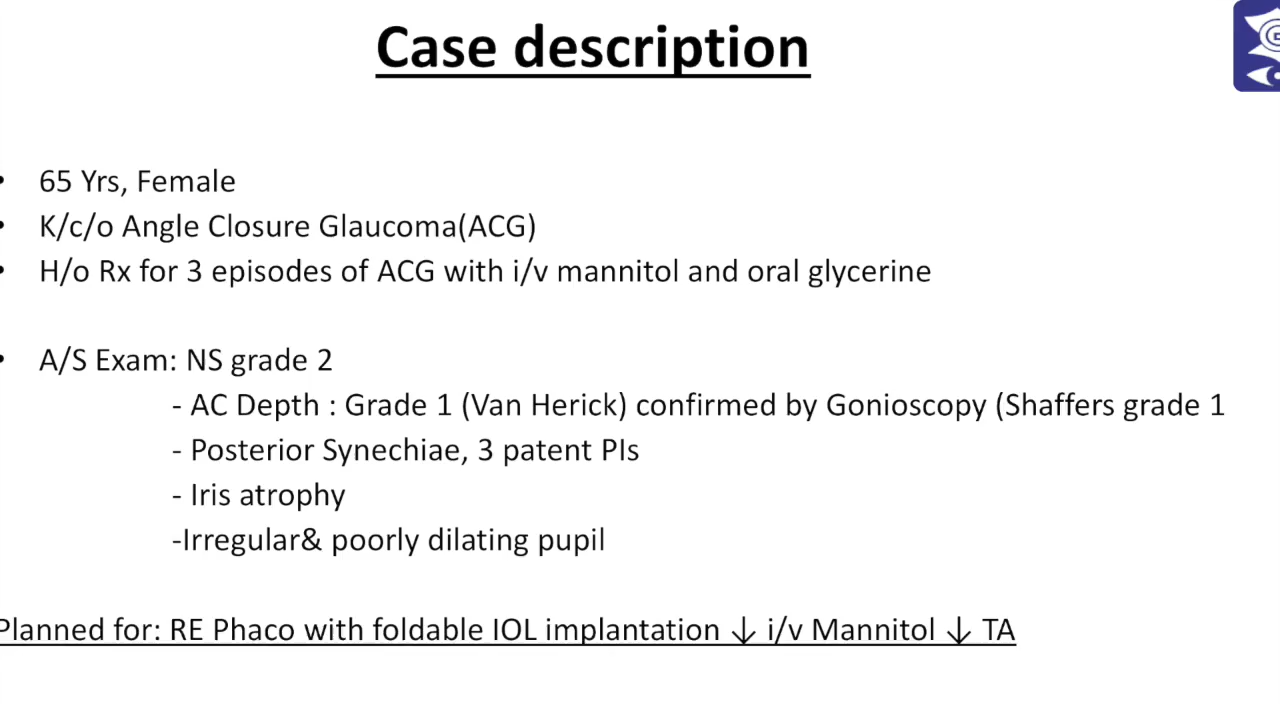 Case description
• 65 Yrs, Female
• K/c/o Angle Closure Glaucoma(ACG)
• H/o Rx for 3 episodes of ACG with i/v mannitol and oral glycerine
• A/S Exam: NS grade 2
- AC Depth : Grade 1 (Van Herick) confirmed by Gonioscopy (Shaffers grade 1
- Posterior Synechiae, 3 patent PIs
- Iris atrophy
-Irregular& poorly dilating pupil
Planned for: RE Phaco with foldable IOL implantation ↓ i/v Mannitol ↓ TA